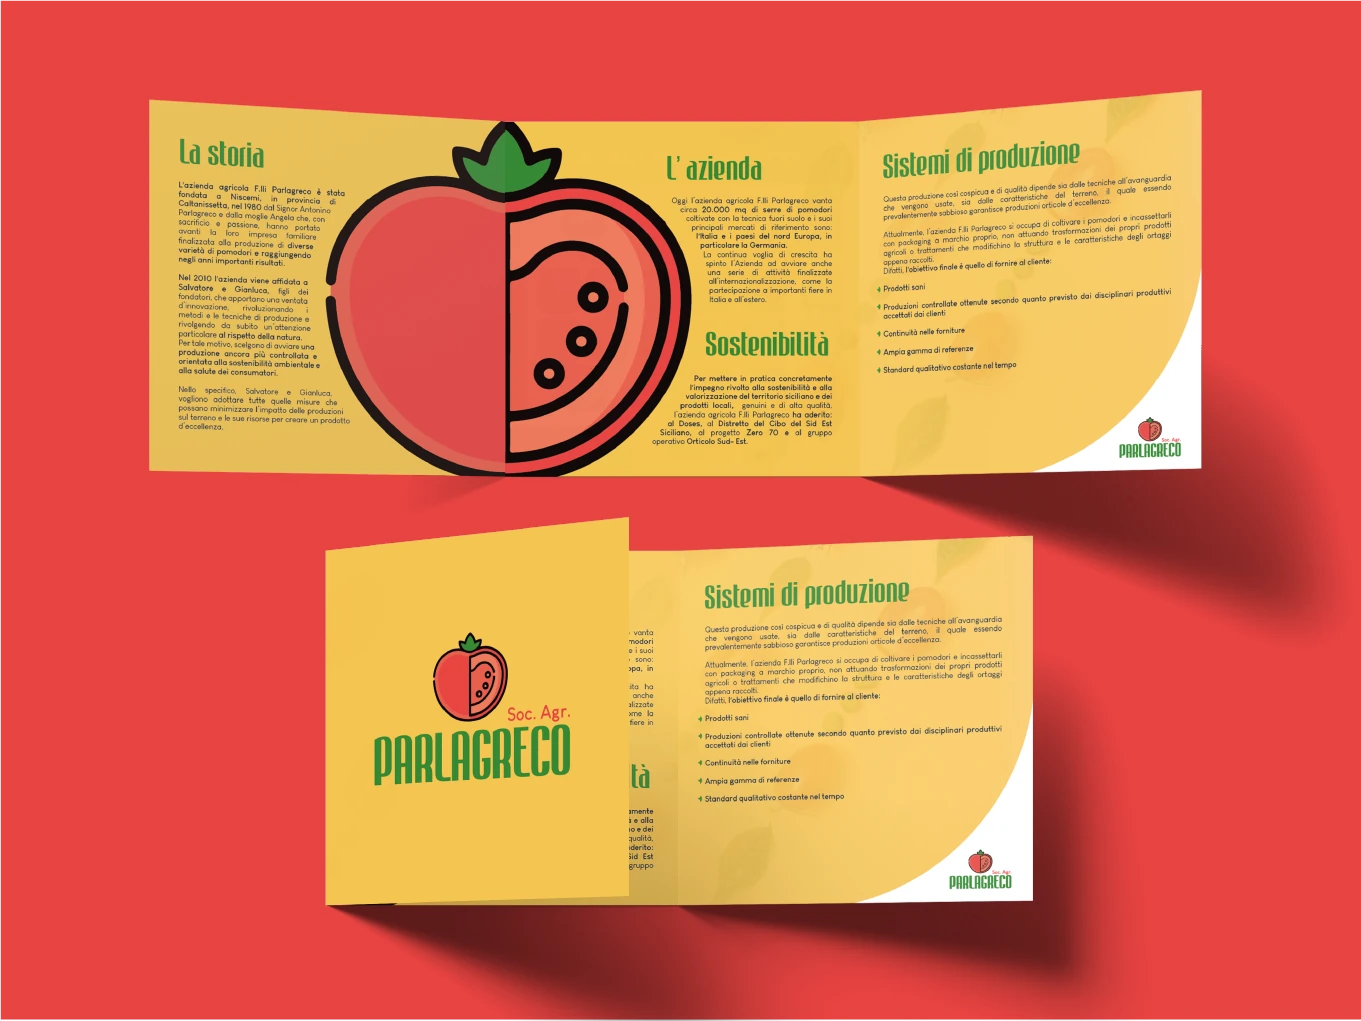 La storia
L'azienda agricola F.lli Parlagreco è stata
fondata a Niscemi, in provincia di
Caltanissetta, nel 1980 dal Signor Antonino
Parlagreco e dalla moglie Angela che, con
sacrificio e passione, hanno portato
avanti la loro impresa familiare
finalizzata alla produzione di diverse
varietà di pomodori e raggiungendo
negli anni importanti risultati.
Nel 2010 l'azienda viene affidata a
Salvatore e Gianluca, figli dei
fondatori, che apportano una ventata
d'innovazione, rivoluzionando i
metodi e le tecniche di produzione e
rivolgendo da subito un'attenzione
particolare al rispetto della natura.
Per tale motivo, scelgono di avviare una
produzione ancora più controllata e
orientata alla sostenibilità ambientale e
alla salute dei consumatori.
Nello specifico, Salvatore e Gianluca,
vogliono adottare tutte quelle misure che
possano minimizzare l'impatto delle produzioni
sul terreno e le sue risorse per creare un prodotto
d'eccellenza.
L'azienda
Oggi l'azienda agricola F.lli Parlagreco vanta
circa 20.000 mq di serre di pomodori
coltivate con la tecnica fuori suolo e i suoi
principali mercati di riferimento sono:
l'Italia e i paesi del nord Europa, in
particolare la Germania.
La continua voglia di crescita ha
spinto l'Azienda ad avviare anche
una serie di attività finalizzate
all'internazionalizzazione, come la
partecipazione a importanti fiere in
Italia e all'estero.
Sostenibilità
Per mettere in pratica concretamente
l'impegno rivolto alla sostenibilità e alla
valorizzazione del territorio siciliano e dei
prodotti locali, genuini e di alta qualità,
l'azienda agricola F.lli Parlagreco ha aderito:
al Doses, al Distretto del Cibo del Sid Est
Siciliano, al progetto Zero 70 e al gruppo
operativo Orticolo Sud- Est.
Sistemi di produzione
Questa produzione così cospicua e di qualità dipende sia dalle tecniche all'avanguardia
che vengono usate, sia dalle caratteristiche del terreno, il quale essendo
prevalentemente sabbioso garantisce produzioni orticole d'eccellenza.
Attualmente, l'azienda F.lli Parlagreco si occupa di coltivare i pomodori e incassettarli
con packaging a marchio proprio, non attuando trasformazioni dei propri prodotti
agricoli o trattamenti che modifichino la struttura e le caratteristiche degli ortaggi
appena raccolti.
Difatti, l'obiettivo finale è quello di fornire al cliente:
Prodotti sani
Produzioni controllate ottenute secondo quanto previsto dai disciplinari produttivi
accettati dai clienti
Continuità nelle forniture
Ampia gamma di referenze
Standard qualitativo costante nel tempo
Soc. Agr.
PARLAGRECO
Soc. Agr.
PARLAGRECO
vanta
modori
e i suoi
sono:
opa, in
ita ha
anche
alizzate
ome la
fiere in
tà
amente
à e alla
o e dei
qualità,
aderito:
Sid Est
gruppo
Sistemi di produzione
Questa produzione così cospicua e di qualità dipende sia dalle tecniche all'avanguardia
che vengono usate, sia dalle caratteristiche del terreno, il quale essendo
prevalentemente sabbioso garantisce produzioni orticole d'eccellenza.
Attualmente, l'azienda F.lli Parlagreco si occupa di coltivare i pomodori e incassettarli
con packaging a marchio proprio, non attuando trasformazioni dei propri prodotti
agricoli o trattamenti che modifichino la struttura e le caratteristiche degli ortaggi
appena raccolti.
Difatti, l'obiettivo finale è quello di fornire al cliente:
Prodotti sani
Produzioni controllate ottenute secondo quanto previsto dai disciplinari produttivi
accettati dai clienti
Continuità nelle forniture
Ampia gamma di referenze
Standard qualitativo costante nel tempo
Soc. Agr.
PARLAGRECO